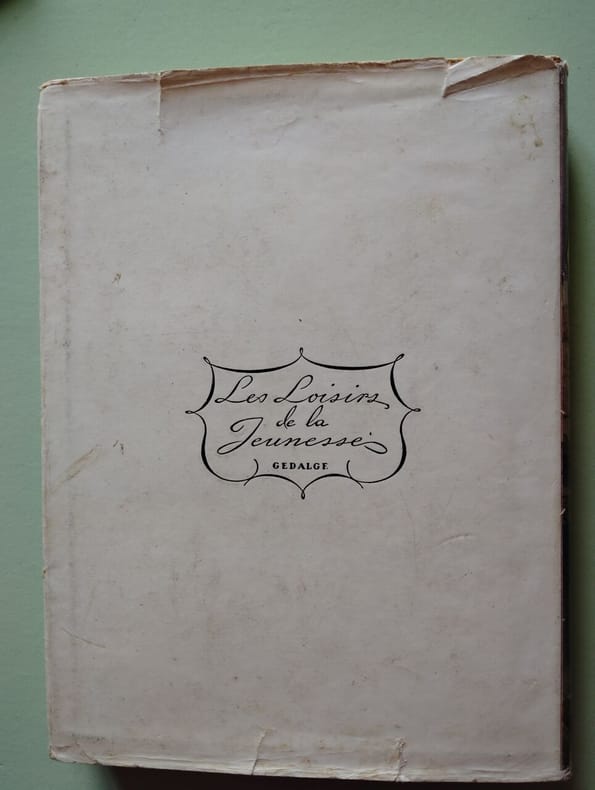 Les Loisirs
de la
Jeunesse
GEDALGE